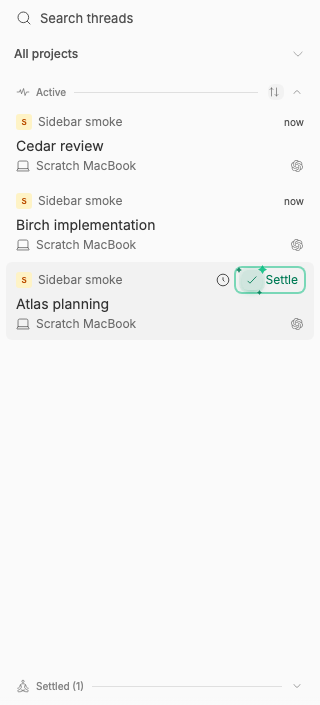 Search threads
All projects
Active
S Sidebar smoke now
Cedar review
Scratch MacBook
S Sidebar smoke now
Birch implementation
Scratch MacBook
S Sidebar smoke Settle
Atlas planning
Scratch MacBook
Settled (1)